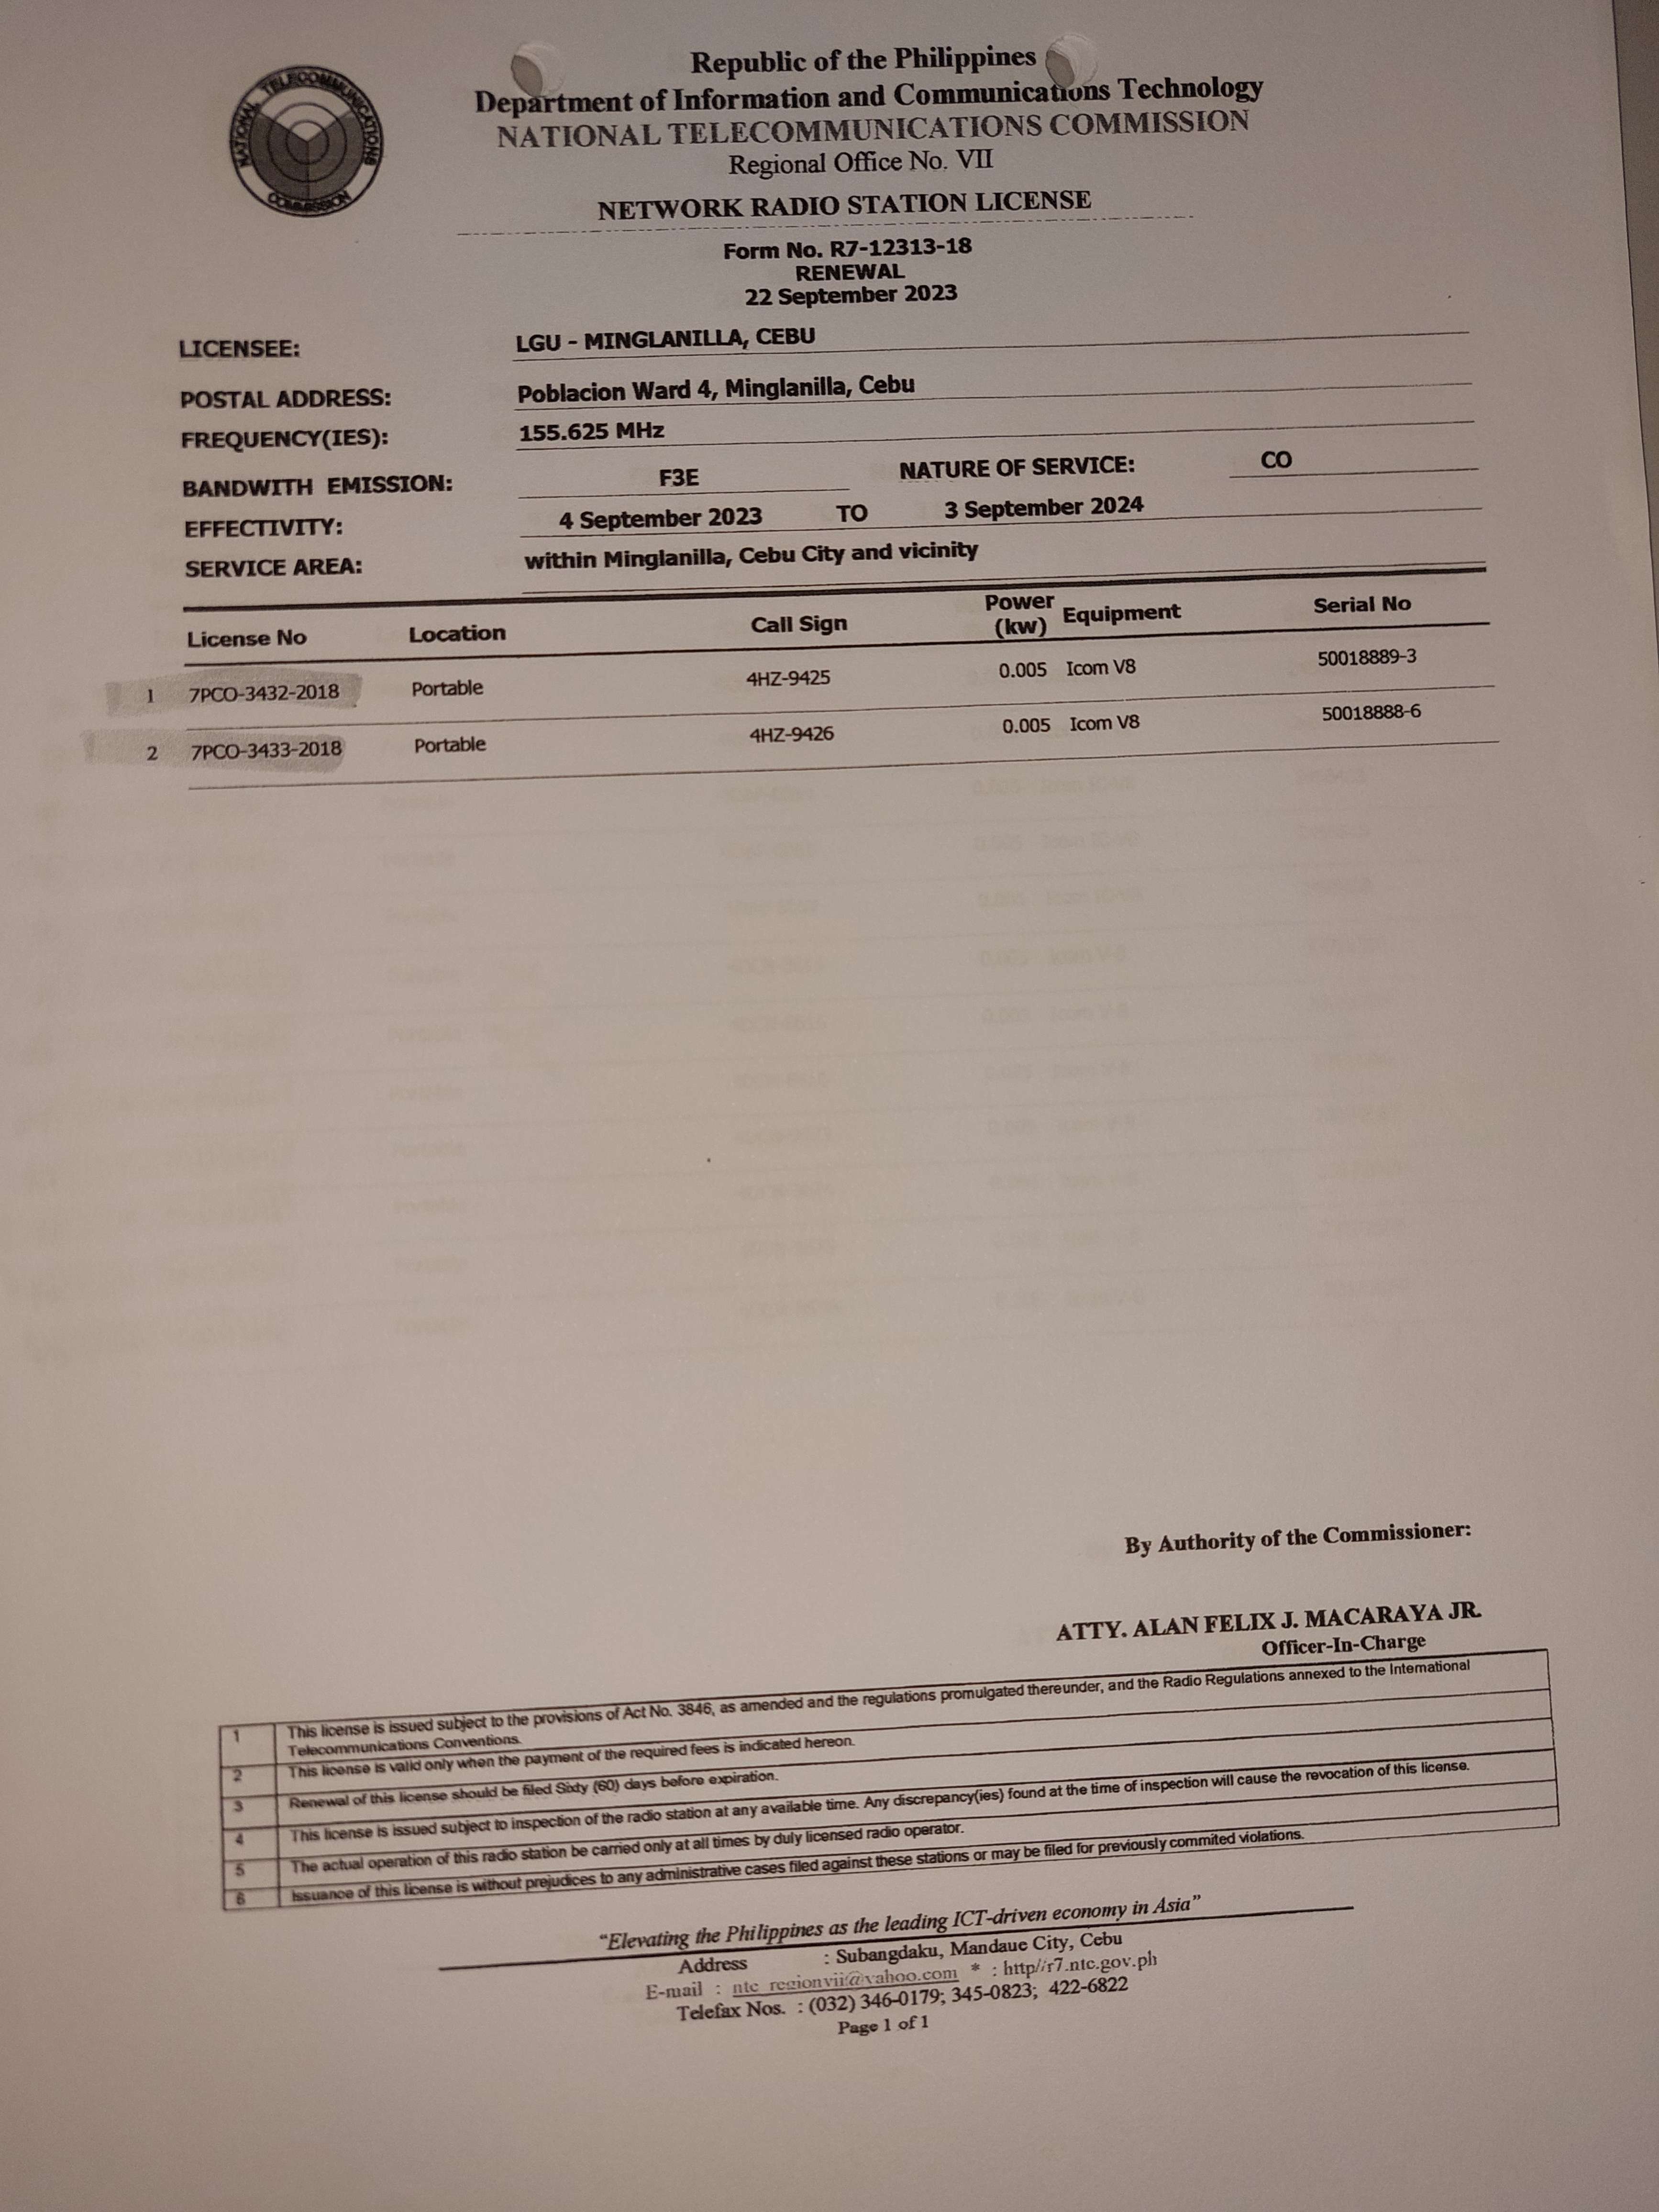 NATIONAL TELECOMMUNICATIONS COMMISSION
Republic of the Philippines
Department of Information and Communications Technology
NATIONAL TELECOMMUNICATIONS COMMISSION
Regional Office No. VII
NETWORK RADIO STATION LICENSE
Form No. R7-12313-18
RENEWAL
22 September 2023
LICENSEE: LGU - MINGLANILLA, CEBU
POSTAL ADDRESS: Poblacion Ward 4, Minglanilla, Cebu
FREQUENCY(IES): 155.625 MHz
BANDWITH EMISSION: F3E NATURE OF SERVICE: CO
EFFECTIVITY: 4 September 2023 TO 3 September 2024
SERVICE AREA: within Minglanilla, Cebu City and vicinity
License No Location Call Sign Power (kw) Equipment Serial No
1 7PCO-3432-2018 Portable 4HZ-9425 0.005 Icom V8 50018889-3
2 7PCO-3433-2018 Portable 4HZ-9426 0.005 Icom V8 50018888-6
By Authority of the Commissioner:
ATTY. ALAN FELIX J. MACARAYA JR.
Officer-In-Charge
1 This license is issued subject to the provisions of Act No. 3846, as amended and the regulations promulgated thereunder, and the Radio Regulations annexed to the International
Telecommunications Conventions.
2 This license is valid only when the payment of the required fees is indicated hereon.
3 Renewal of this license should be filed Sixty (60) days before expiration.
4 This license is issued subject to inspection of the radio station at any available time. Any discrepancy(ies) found at the time of inspection will cause the revocation of this license.
5 The actual operation of this radio station be carried only at all times by duly licensed radio operator.
6 Issuance of this license is without prejudices to any administrative cases filed against these stations or may be filed for previously commited violations.
“Elevating the Philippines as the leading ICT-driven economy in Asia”
Address : Subangdaku, Mandaue City, Cebu
E-mail : ntc_regionvii@yahoo.com * : http//r7.ntc.gov.ph
Telefax Nos. : (032) 346-0179; 345-0823; 422-6822
Page 1 of 1